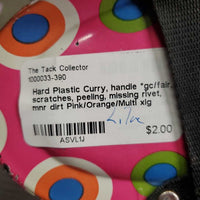 The Tack Collector
1000033-390
Hard Plastic Curry, handle *gc/fair,
scratches, peeling, missing rivet,
mnr dirt Pink/Orange/Multi xlg
$2.00
ASVL1J